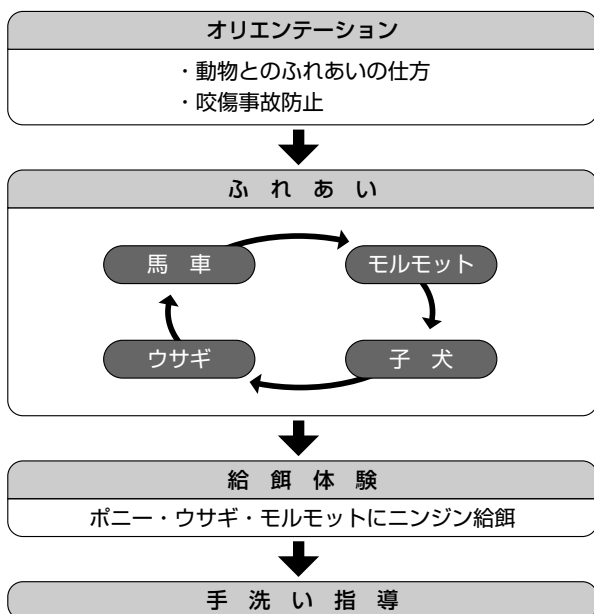 オリエンテーション
・動物とのふれあいの仕方
・咬傷事故防止
ふ れ あ い
馬 車
モルモット
ウサギ
子 犬
給 餌 体 験
ポニー・ウサギ・モルモットにニンジン給餌
手 洗 い 指 導